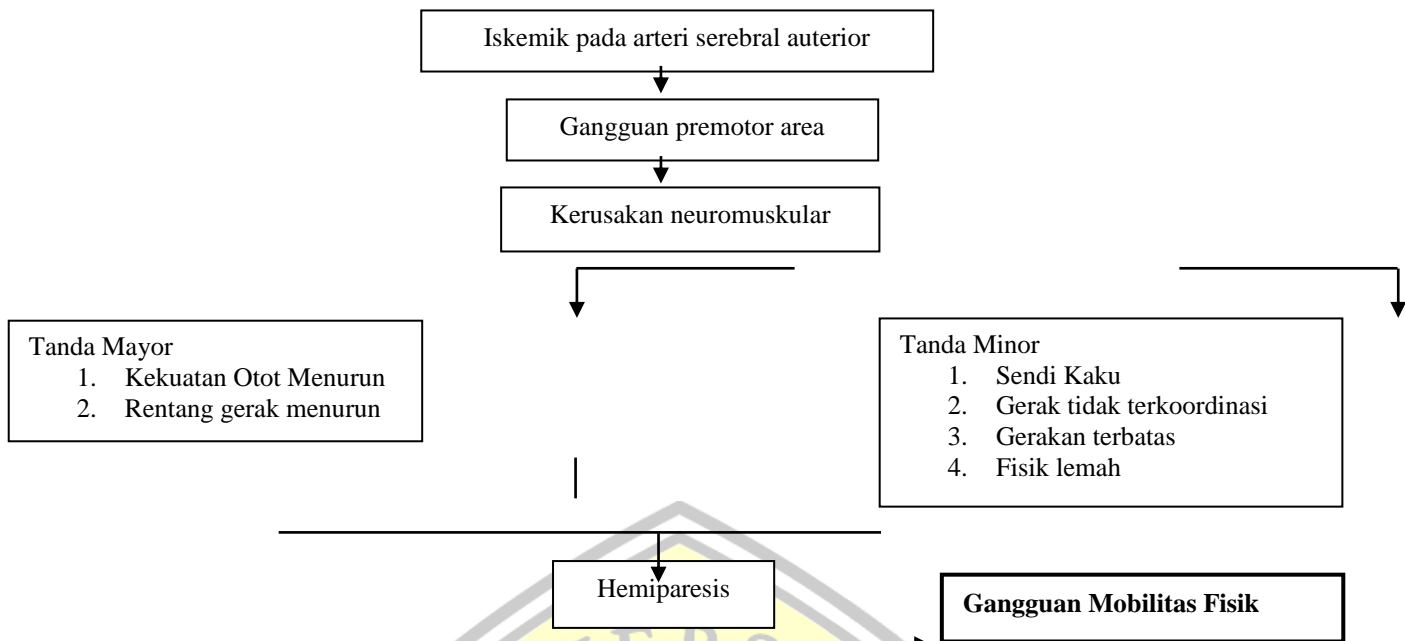 Iskemik pada arteri serebral auterior
Gangguan premotor area
Kerusakan neuromuskular
Tanda Mayor
1. Kekuatan Otot Menurun
2. Rentang gerak menurun
Tanda Minor
1. Sendi Kaku
2. Gerak tidak terkoordinasi
3. Gerakan terbatas
4. Fisik lemah
Hemiparesis
Gangguan Mobilitas Fisik